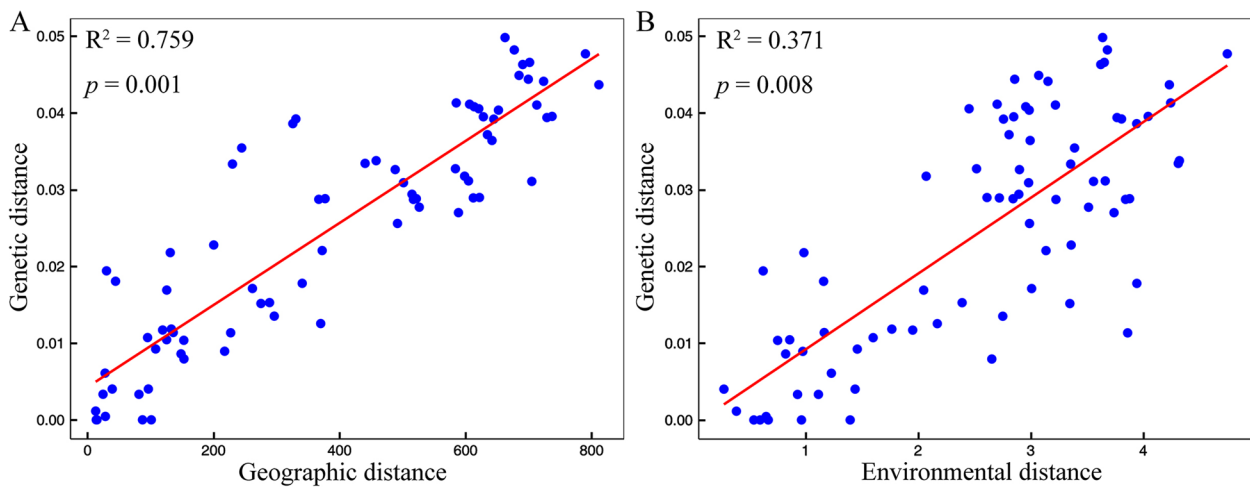 A
R² = 0.759
p = 0.001
Genetic distance
0.05
0.04
0.03
0.02
0.01
0.00
0 200 400 600 800
Geographic distance
B
R² = 0.371
p = 0.008
Genetic distance
0.05
0.04
0.03
0.02
0.01
0.00
1 2 3 4
Environmental distance